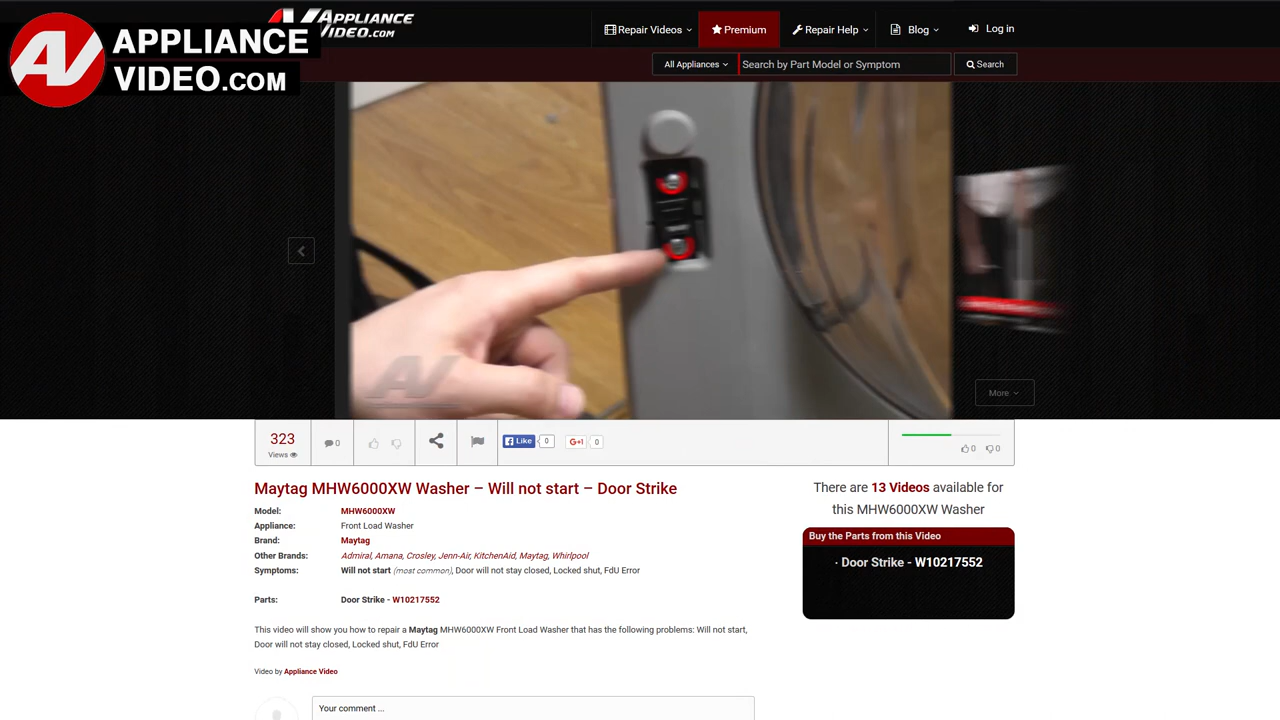 APPLIANCE
VIDEO.COM
APPLIANCE
VIDEO.COM
Repair Videos
Premium
Repair Help
Blog
Log in
All Appliances
Search by Part Model or Symptom
Search
AV
More
323
Views
0
Like
0
G+1
0
0
0
Maytag MHW6000XW Washer – Will not start – Door Strike
Model: MHW6000XW
Appliance: Front Load Washer
Brand: Maytag
Other Brands: Admiral, Amana, Crosley, Jenn-Air, KitchenAid, Maytag, Whirlpool
Symptoms: Will not start (most common), Door will not stay closed, Locked shut, FdU Error
Parts: Door Strike - W10217552
This video will show you how to repair a Maytag MHW6000XW Front Load Washer that has the following problems: Will not start,
Door will not stay closed, Locked shut, FdU Error
Video by Appliance Video
Your comment ...
There are 13 Videos available for
this MHW6000XW Washer
Buy the Parts from this Video
· Door Strike - W10217552